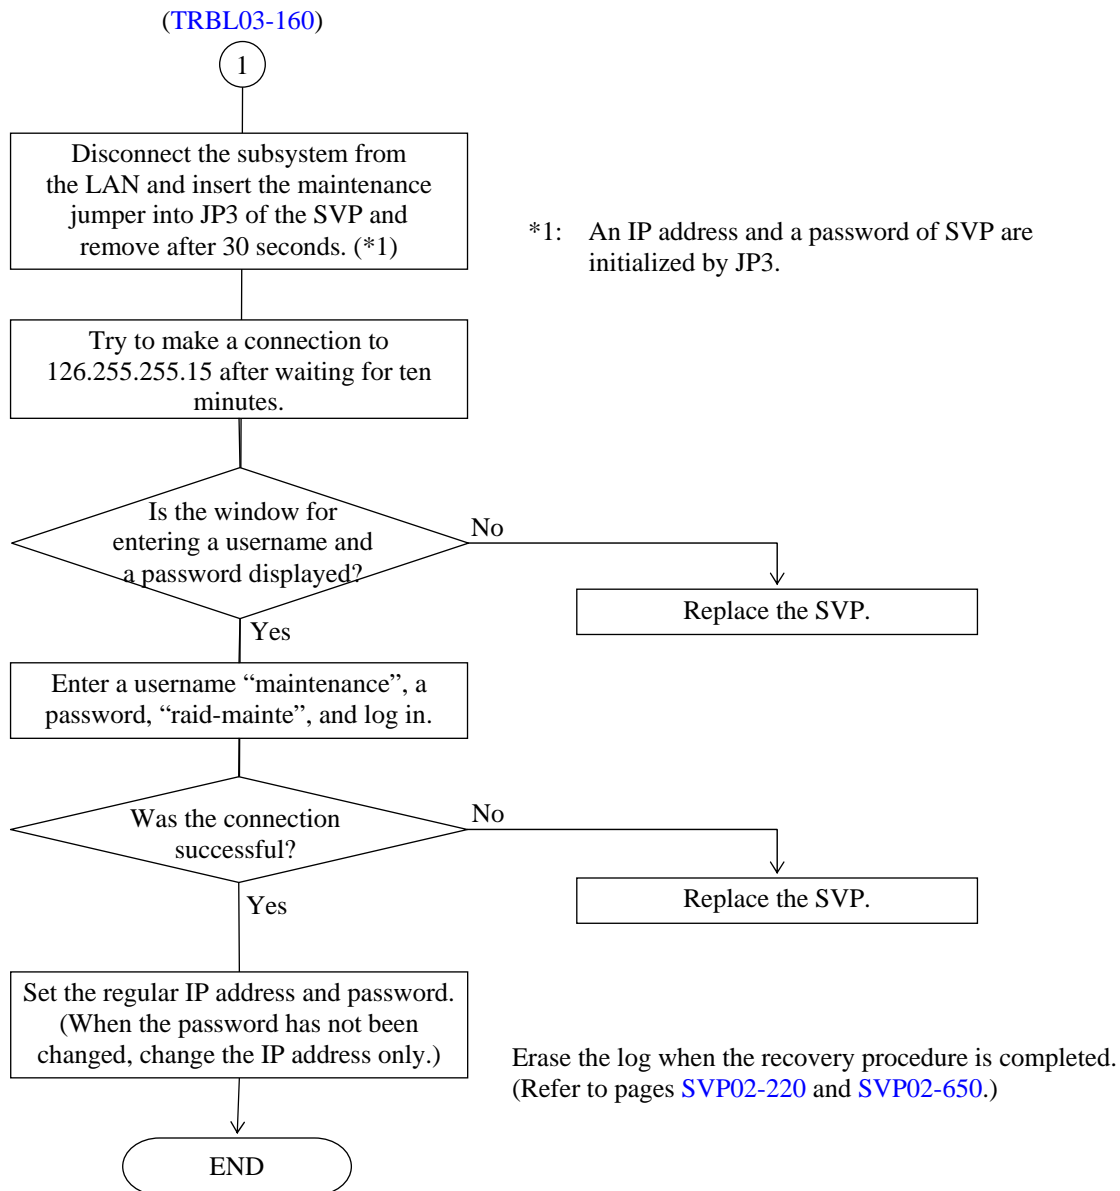 (TRBL03-160)
1
Disconnect the subsystem from
the LAN and insert the maintenance
jumper into JP3 of the SVP and
remove after 30 seconds. (*1)
*1: An IP address and a password of SVP are
initialized by JP3.
Try to make a connection to
126.255.255.15 after waiting for ten
minutes.
Is the window for
entering a username and
a password displayed?
No
Replace the SVP.
Yes
Enter a username “maintenance”, a
password, “raid-mainte”, and log in.
Was the connection
successful?
No
Replace the SVP.
Yes
Set the regular IP address and password.
(When the password has not been
changed, change the IP address only.)
Erase the log when the recovery procedure is completed.
(Refer to pages SVP02-220 and SVP02-650.)
END